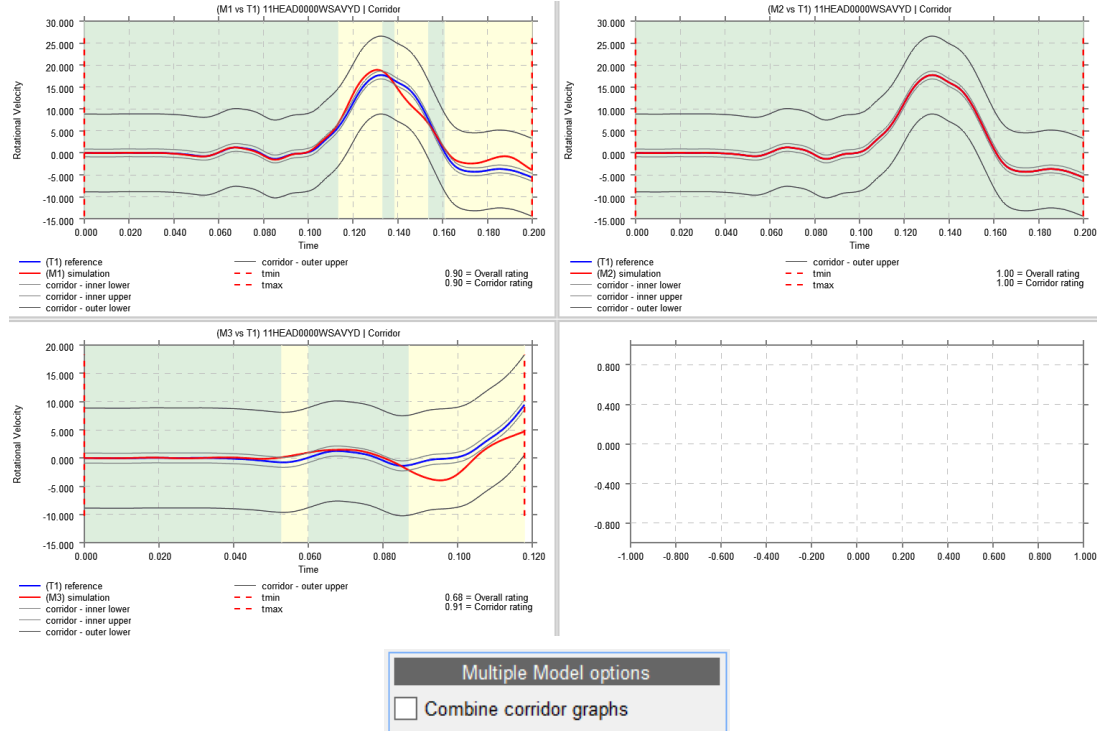 (M1 vs T1) 11HEAD0000WSAVYD | Corridor
30.000
25.000
20.000
15.000
10.000
5.000
0.000
-5.000
-10.000
-15.000
Rotational Velocity
0.000 0.020 0.040 0.060 0.080 0.100 0.120 0.140 0.160 0.180 0.200
Time
(T1) reference
(M1) simulation
corridor - inner lower
corridor - inner upper
corridor - outer lower
corridor - outer upper
tmin
tmax
0.90 = Overall rating
0.90 = Corridor rating
(M2 vs T1) 11HEAD0000WSAVYD | Corridor
30.000
25.000
20.000
15.000
10.000
5.000
0.000
-5.000
-10.000
-15.000
Rotational Velocity
0.000 0.020 0.040 0.060 0.080 0.100 0.120 0.140 0.160 0.180 0.200
Time
(T1) reference
(M2) simulation
corridor - inner lower
corridor - inner upper
corridor - outer lower
corridor - outer upper
tmin
tmax
1.00 = Overall rating
1.00 = Corridor rating
(M3 vs T1) 11HEAD0000WSAVYD | Corridor
20.000
15.000
10.000
5.000
0.000
-5.000
-10.000
-15.000
Rotational Velocity
0.000 0.020 0.040 0.060 0.080 0.100 0.120
Time
(T1) reference
(M3) simulation
corridor - inner lower
corridor - inner upper
corridor - outer lower
corridor - outer upper
tmin
tmax
0.68 = Overall rating
0.91 = Corridor rating
0.800
0.400
0.000
-0.400
-0.800
-1.000 -0.800 -0.600 -0.400 -0.200 0.000 0.200 0.400 0.600 0.800 1.000
Multiple Model options
Combine corridor graphs